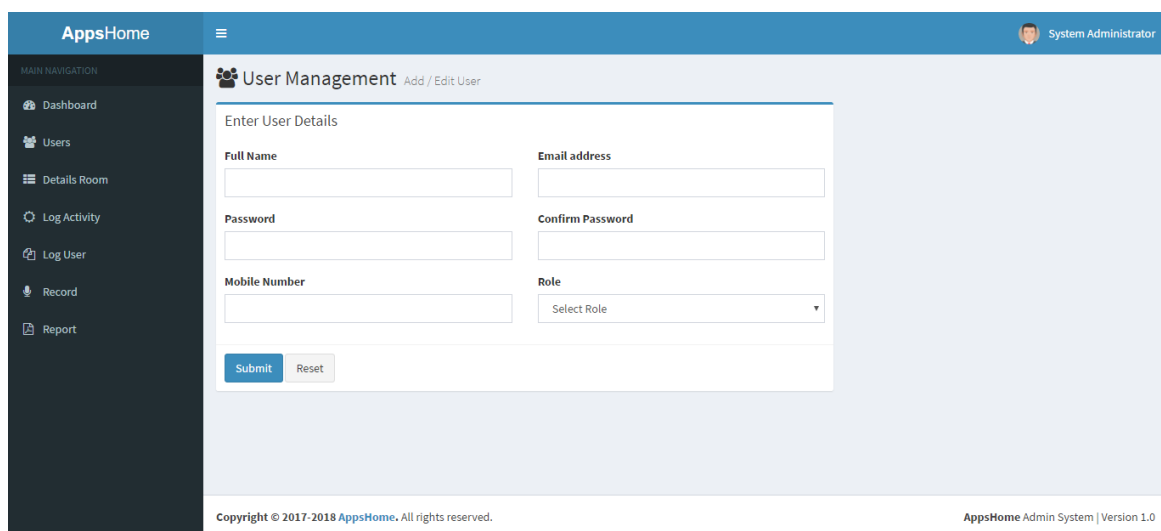 AppsHome
System Administrator
MAIN NAVIGATION
Dashboard
Users
Details Room
Log Activity
Log User
Record
Report
User Management Add / Edit User
Enter User Details
Full Name
Email address
Password
Confirm Password
Mobile Number
Role
Select Role
Submit
Reset
Copyright © 2017-2018 AppsHome. All rights reserved.
AppsHome Admin System | Version 1.0